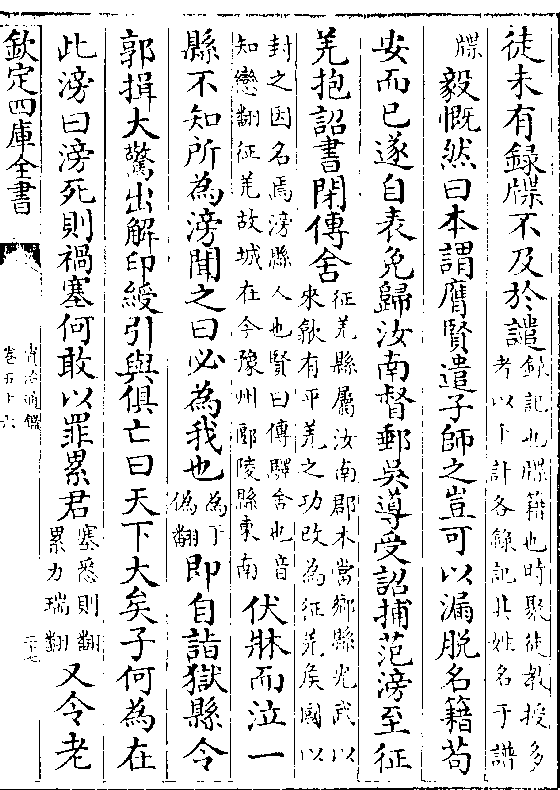 徒未有録牒不及於譴録記也牒籍也時聚徒教授多
考以下計各録記其姓名于譜
牒毅慨然曰本謂膺賢遣子師之豈可以漏脱名籍苟
安而已遂自表免歸汝南督郵吳導受詔捕范滂至征
羌抱詔書閉傳舍征羌縣屬汝南郡本當鄉縣光武以
來歙有平羌之功改為征羌侯國以
封之因名焉滂縣人也賢曰傳驛舍也音
知戀翻征羌故城在今豫州郾陵縣東南
伏牀而泣一
縣不知所為滂聞之曰必為我也為于
偽翻
即自詣獄縣令
郭揖大驚出解印綬引與俱亡曰天下大矣子何為在
此滂曰滂死則禍塞何敢以罪累君塞悉則翻
累力瑞翻
又令老
欽定四庫全書
資治通鑑
卷五十六
二十七